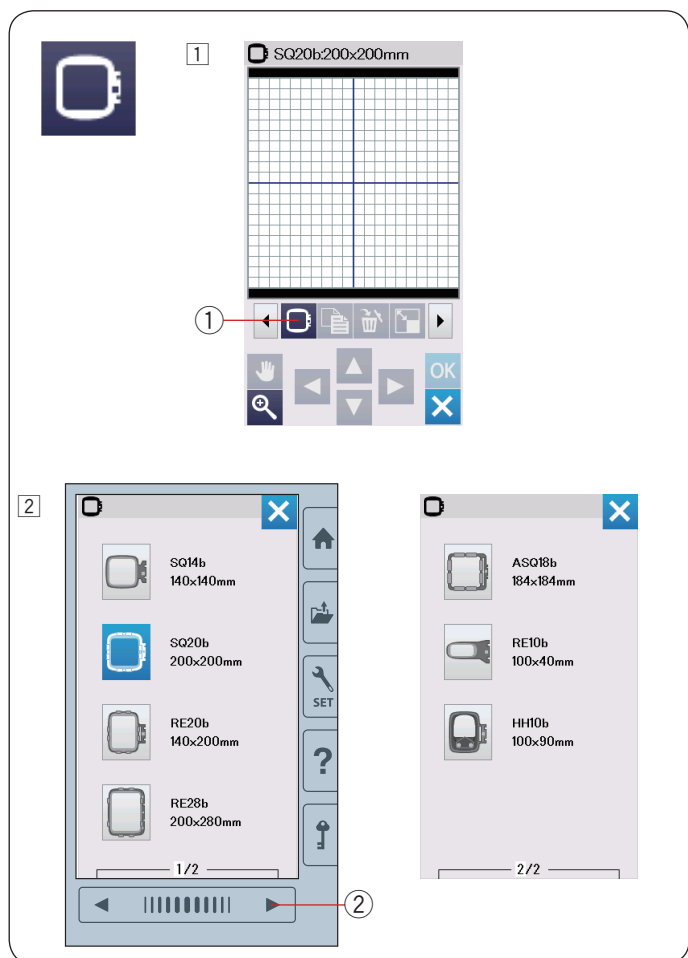 1
SQ20b:200x200mm
①
OK
2
SQ14b
140x140mm
SQ20b
200x200mm
RE20b
140x200mm
RE28b
200x280mm
1/2
SET
?
②
ASQ18b
184x184mm
RE10b
100x40mm
HH10b
100x90mm
2/2